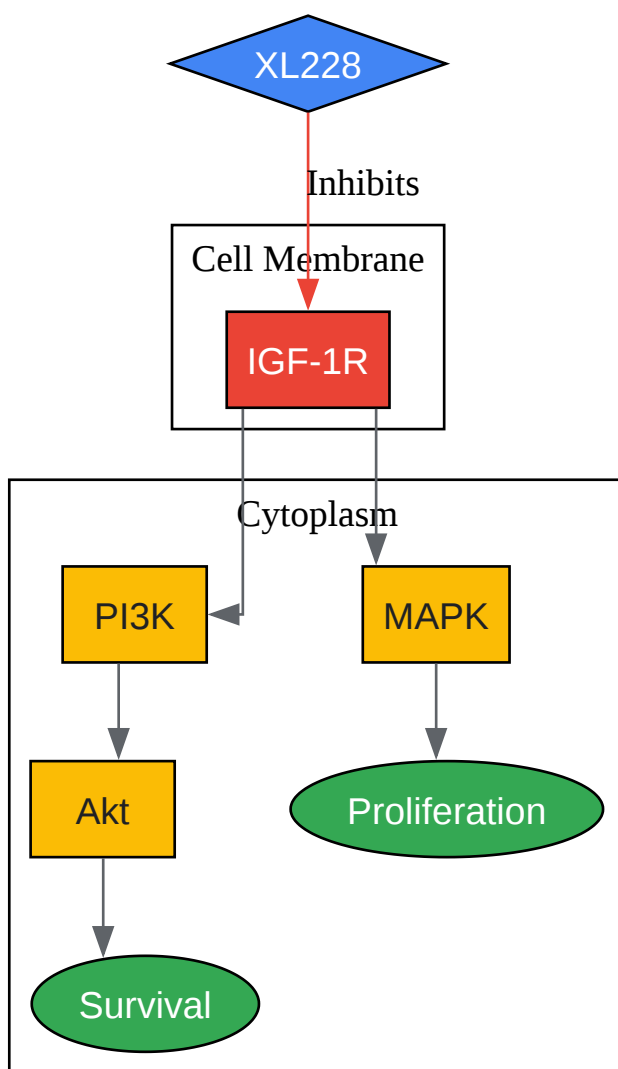 XL228
Inhibits
Cell Membrane
IGF-1R
Cytoplasm
PI3K
MAPK
Akt
Proliferation
Survival